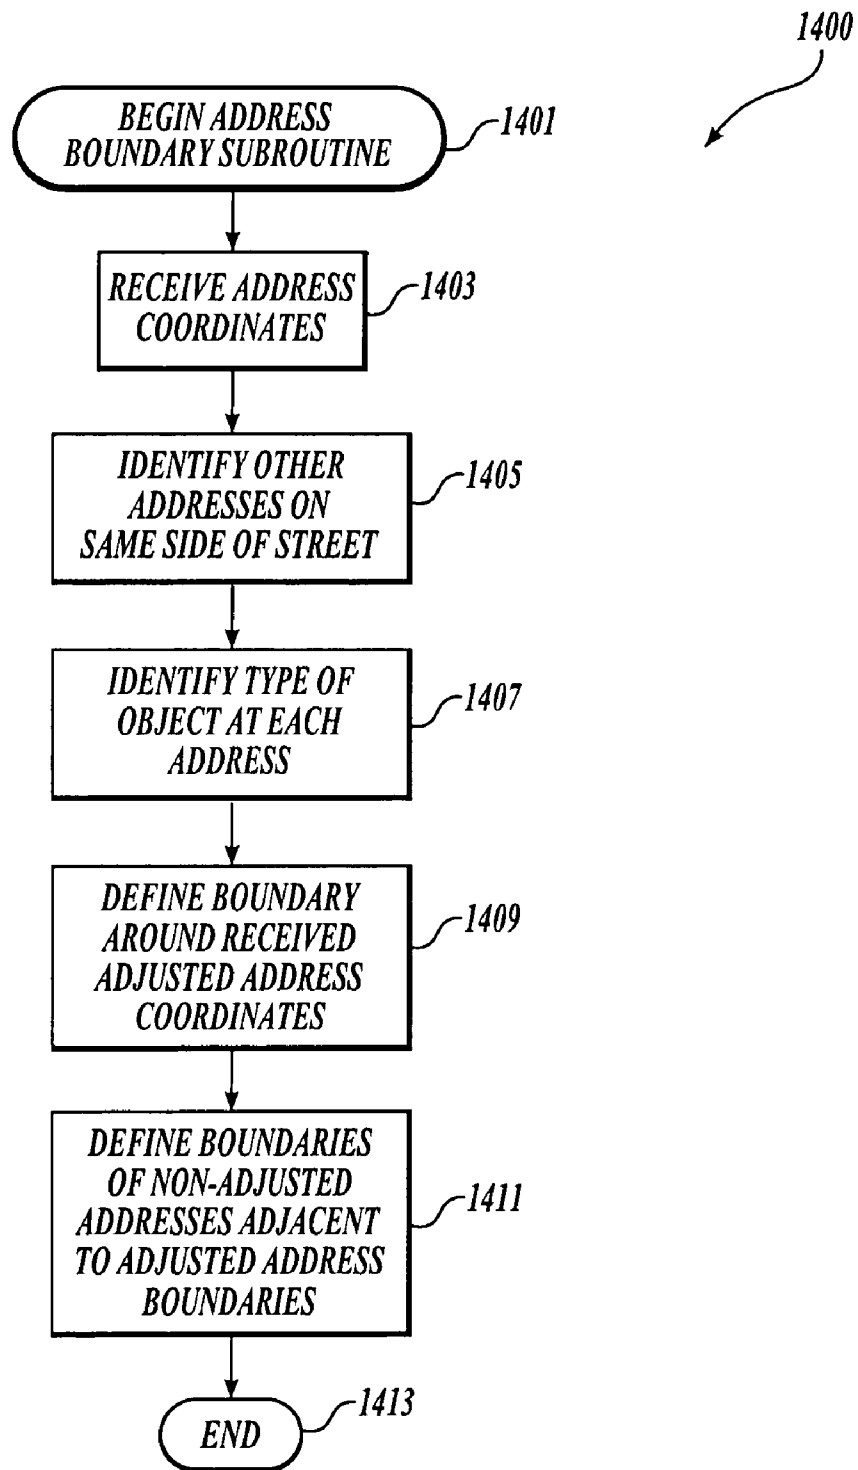 1400
BEGIN ADDRESS
BOUNDARY SUBROUTINE
1401
RECEIVE ADDRESS
COORDINATES
1403
IDENTIFY OTHER
ADDRESSES ON
SAME SIDE OF STREET
1405
IDENTIFY TYPE OF
OBJECT AT EACH
ADDRESS
1407
DEFINE BOUNDARY
AROUND RECEIVED
ADJUSTED ADDRESS
COORDINATES
1409
DEFINE BOUNDARIES
OF NON-ADJUSTED
ADDRESSES ADJACENT
TO ADJUSTED ADDRESS
BOUNDARIES
1411
END
1413